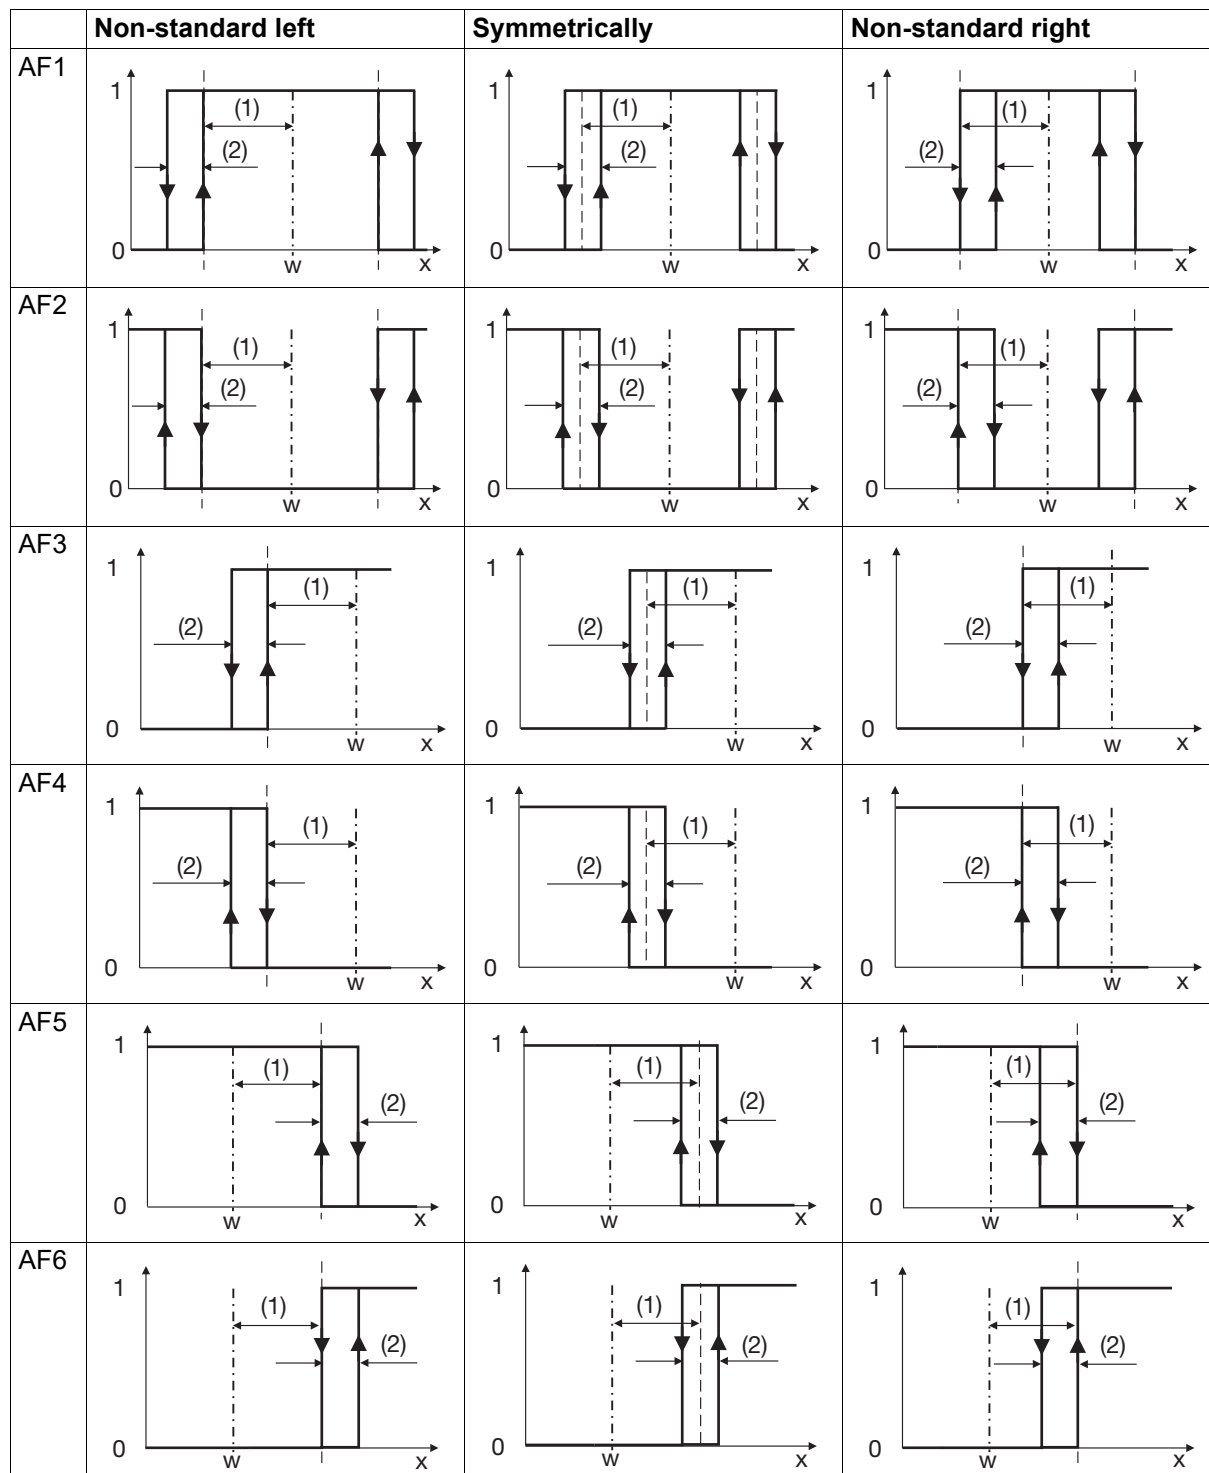 Non-standard left Symmetrically Non-standard right
AF1
1 (1) (2) 0 w x
1 (1) (2) 0 w x
1 (1) (2) 0 w x
AF2
1 (1) (2) 0 w x
1 (1) (2) 0 w x
1 (1) (2) 0 w x
AF3
1 (1) (2) 0 w x
1 (1) (2) 0 w x
1 (1) (2) 0 w x
AF4
1 (1) (2) 0 w x
1 (1) (2) 0 w x
1 (1) (2) 0 w x
AF5
1 (1) (2) 0 w x
1 (1) (2) 0 w x
1 (1) (2) 0 w x
AF6
1 (1) (2) 0 w x
1 (1) (2) 0 w x
1 (1) (2) 0 w x